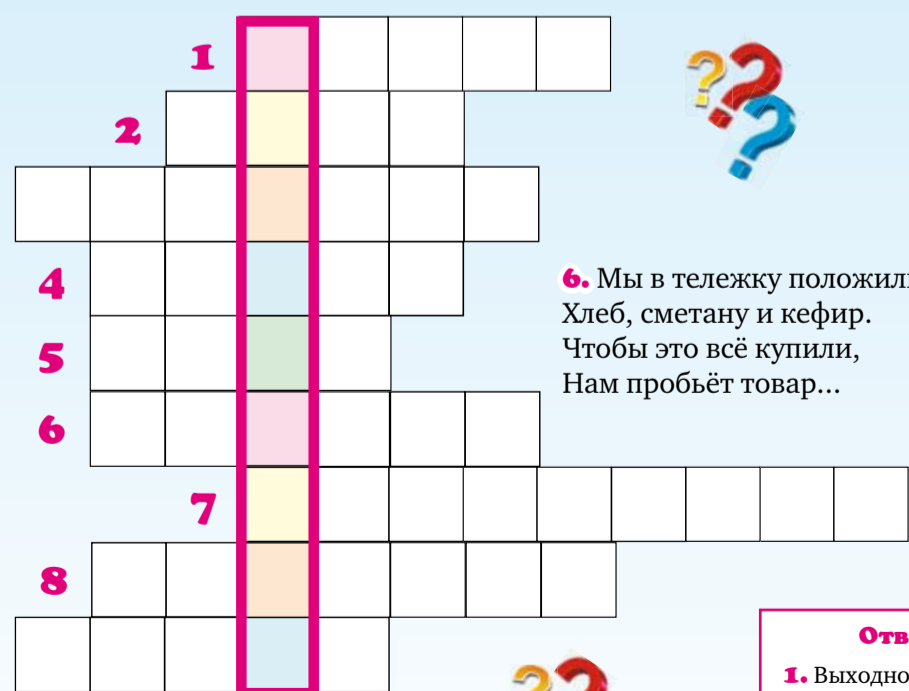 1
2
4
5
6
7
8
6. Мы в тележку положил
Хлеб, сметану и кефир.
Чтобы это всё купили,
Нам пробьёт товар...
Отв
1. Выходно